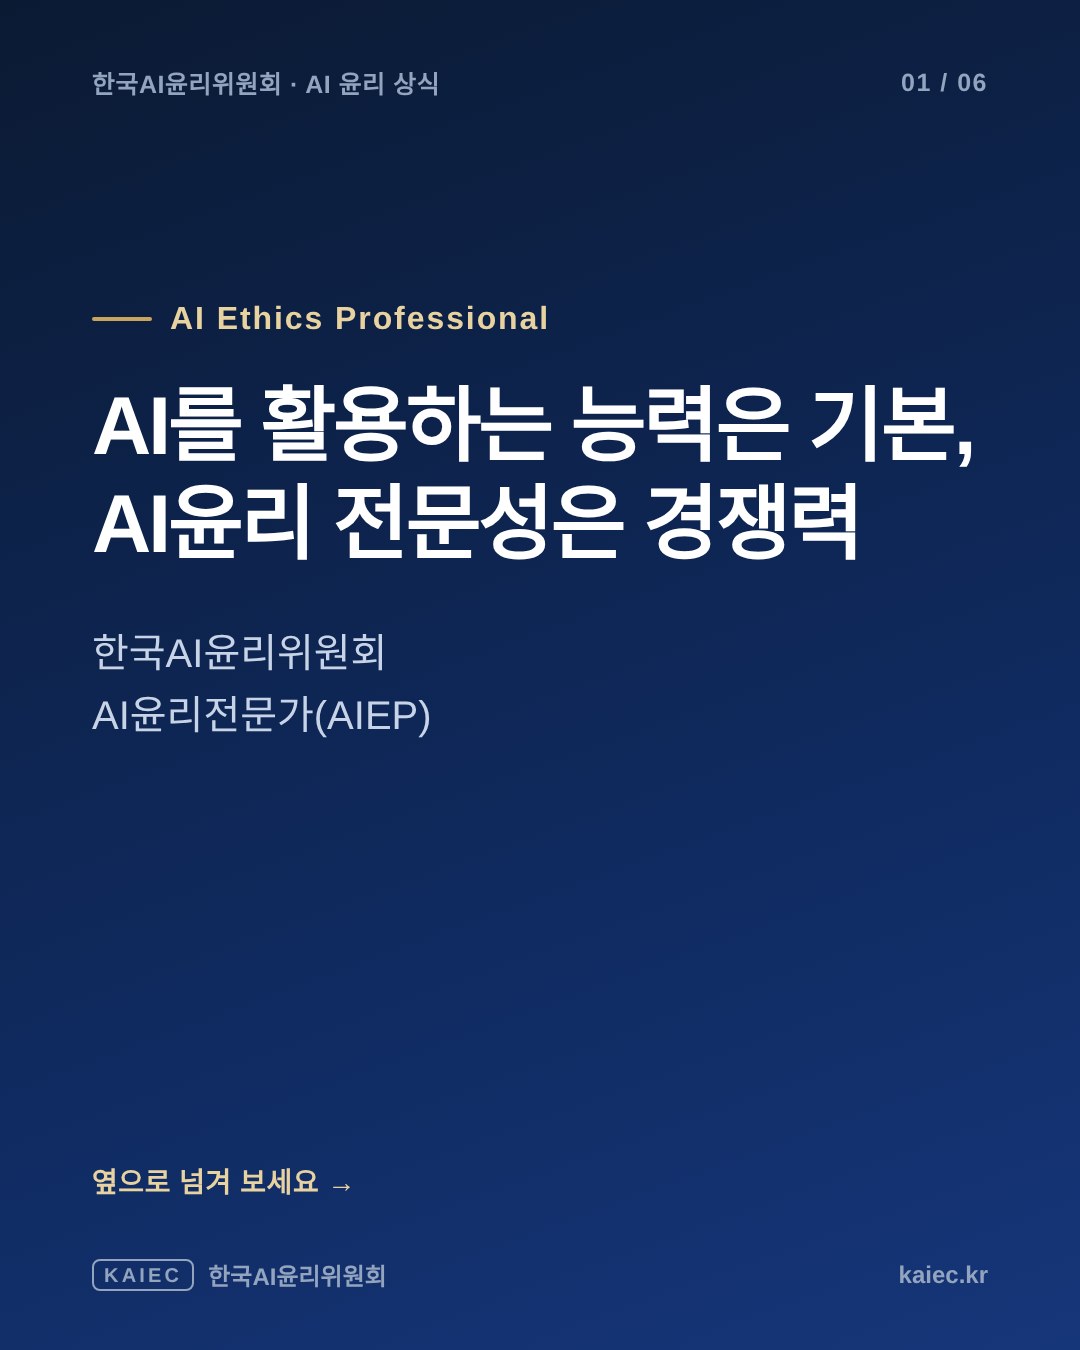 한국AI윤리위원회 · AI 윤리 상식
01 / 06
AI Ethics Professional
AI를 활용하는 능력은 기본,
AI윤리 전문성은 경쟁력
한국AI윤리위원회
AI윤리전문가(AIEP)
옆으로 넘겨 보세요 →
KAIEC 한국AI윤리위원회
kaiec.kr